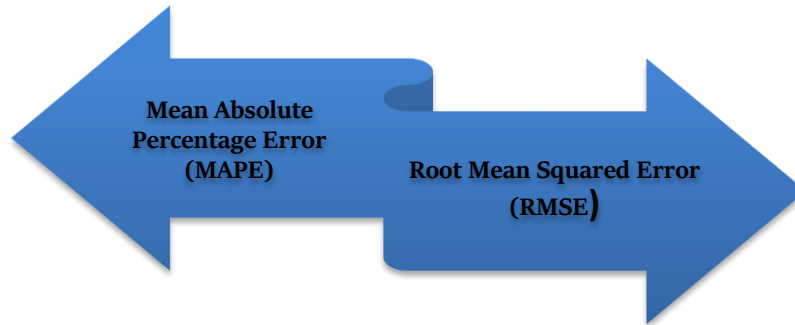 Mean Absolute
Percentage Error
(MAPE)
Root Mean Squared Error
(RMSE)